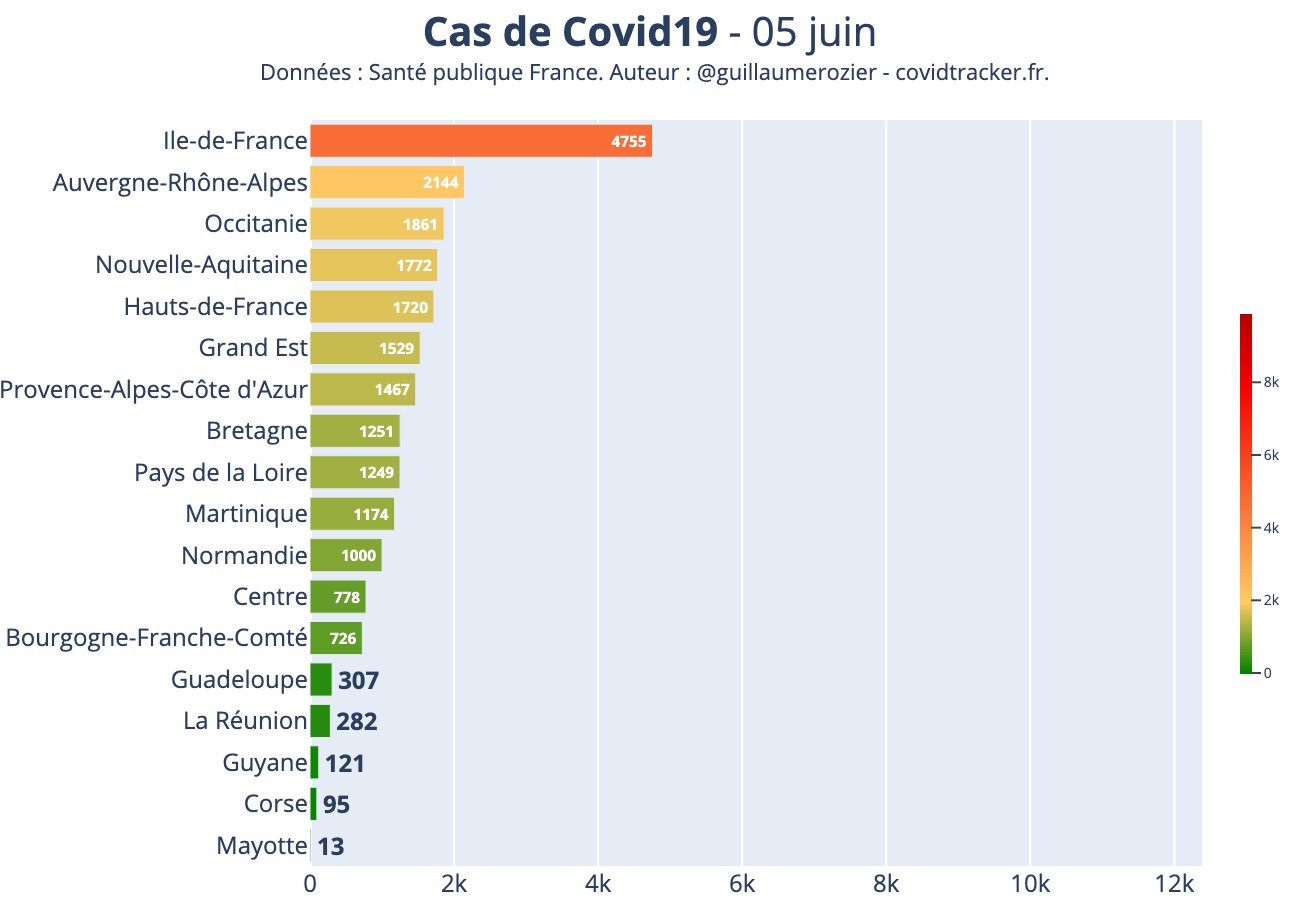 Cas de Covid19 - 05 juin
Données : Santé publique France. Auteur : @guillaumerozier - covidtracker.fr.
Ile-de-France 4755
Auvergne-Rhône-Alpes 2144
Occitanie 1861
Nouvelle-Aquitaine 1772
Hauts-de-France 1720
Grand Est 1529
Provence-Alpes-Côte d'Azur 1467
Bretagne 1251
Pays de la Loire 1249
Martinique 1174
Normandie 1000
Centre 778
Bourgogne-Franche-Comté 726
Guadeloupe 307
La Réunion 282
Guyane 121
Corse 95
Mayotte 13
0 2k 4k 6k 8k 10k 12k
8k
6k
4k
2k
0